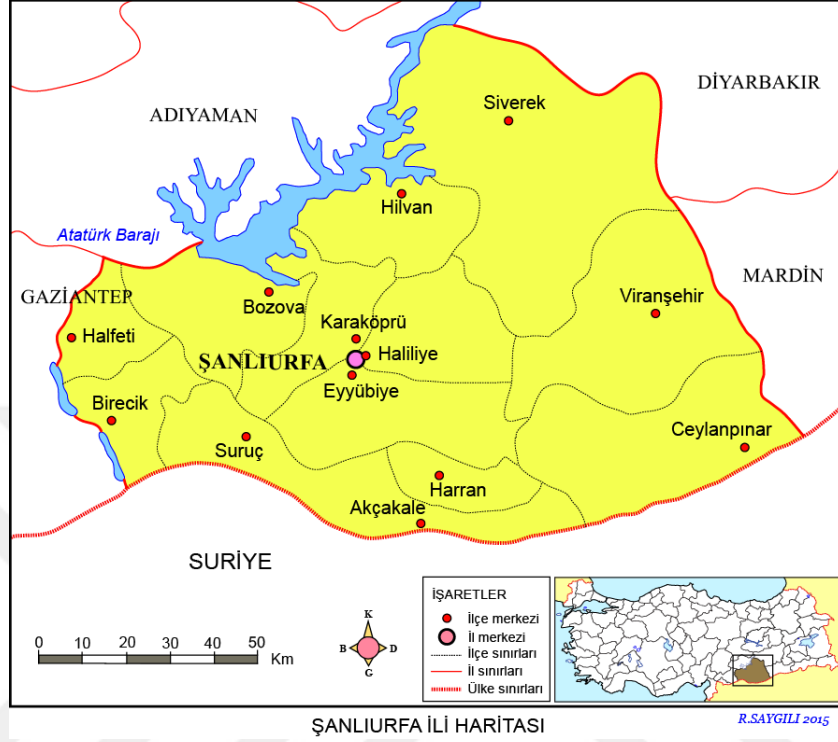 DİYARBAKIR
Siverek
ADIYAMAN
Hilvan
Atatürk Barajı
MARDİN
GAZİANTEP
Bozova
Viranşehir
Karaköprü
Halfeti
Haliliye
ŞANLIURFA
Eyyübiye
Birecik
Suruç
Ceylanpınar
Harran
Akçakale
SURİYE
İŞARETLER
İlçe merkezi
İl merkezi
İlçe sınırları
İl sınırları
Ülke sınırları
K
B D
G
0 10 20 30 40 50 Km
ŞANLIURFA İLİ HARİTASI
R.SAYGILI 2015